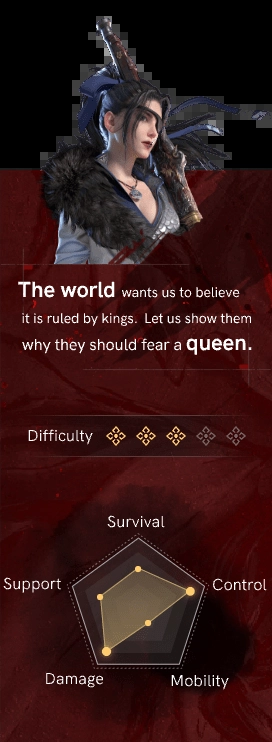 The world wants us to believe
it is ruled by kings. Let us show them
why they should fear a queen.
Difficulty
Survival
Support
Control
Damage
Mobility